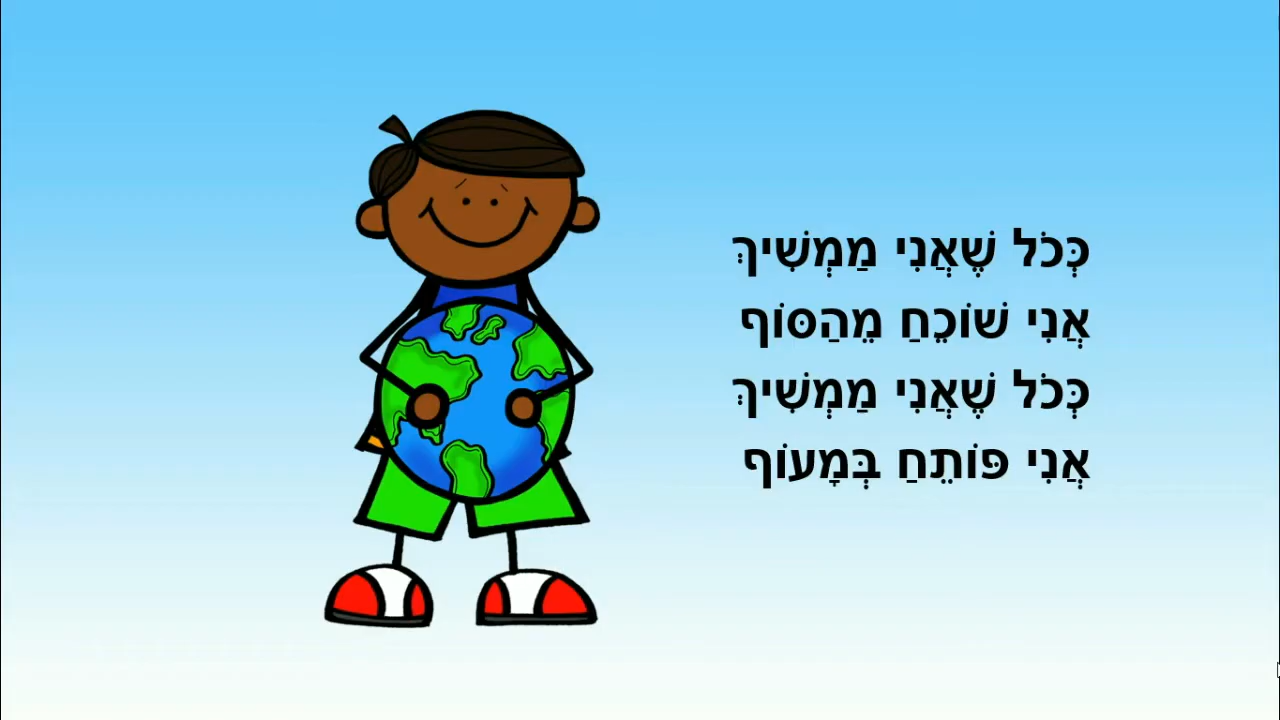 כְּכֹל שֶׁאֲנִי מַמְשִׁיךְ
אֲנִי שׁוֹכֵחַ מֵהַסּוֹף
כְּכֹל שֶׁאֲנִי מַמְשִׁיךְ
אֲנִי פּוֹתֵחַ בְּמָעוֹף